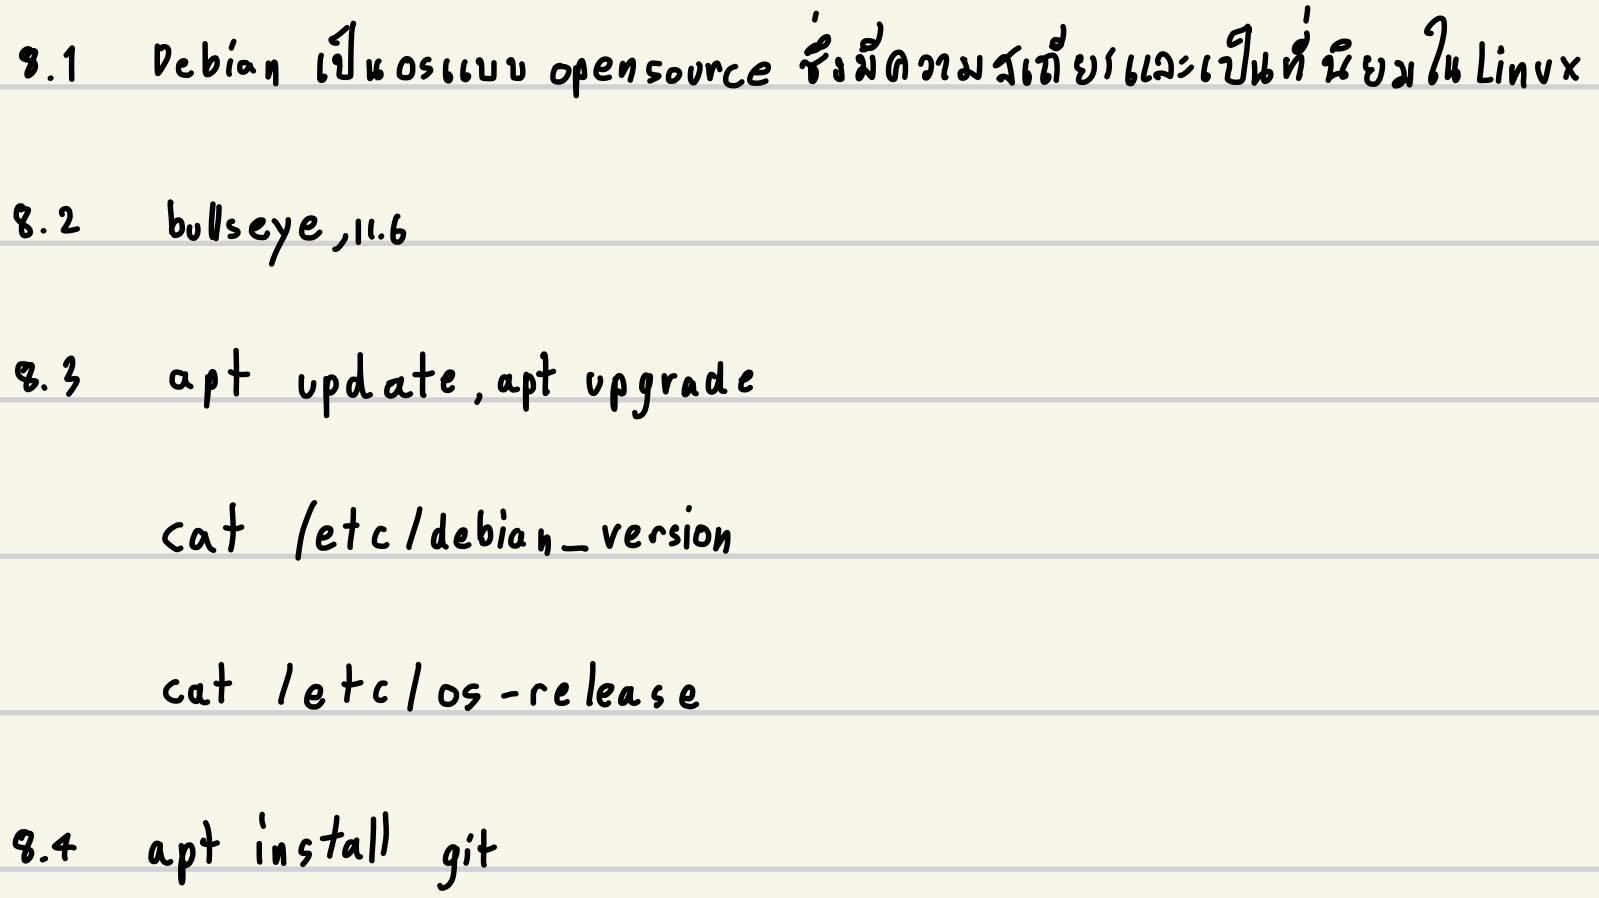 8.1 Debian เป็น os แบบ opensource ซึ่งมีความสเถียรและเป็นที่นิยมใน Linux
8.2 bullseye, 11.6
8.3 apt update, apt upgrade
cat /etc/debian_version
cat /etc/os-release
8.4 apt install git